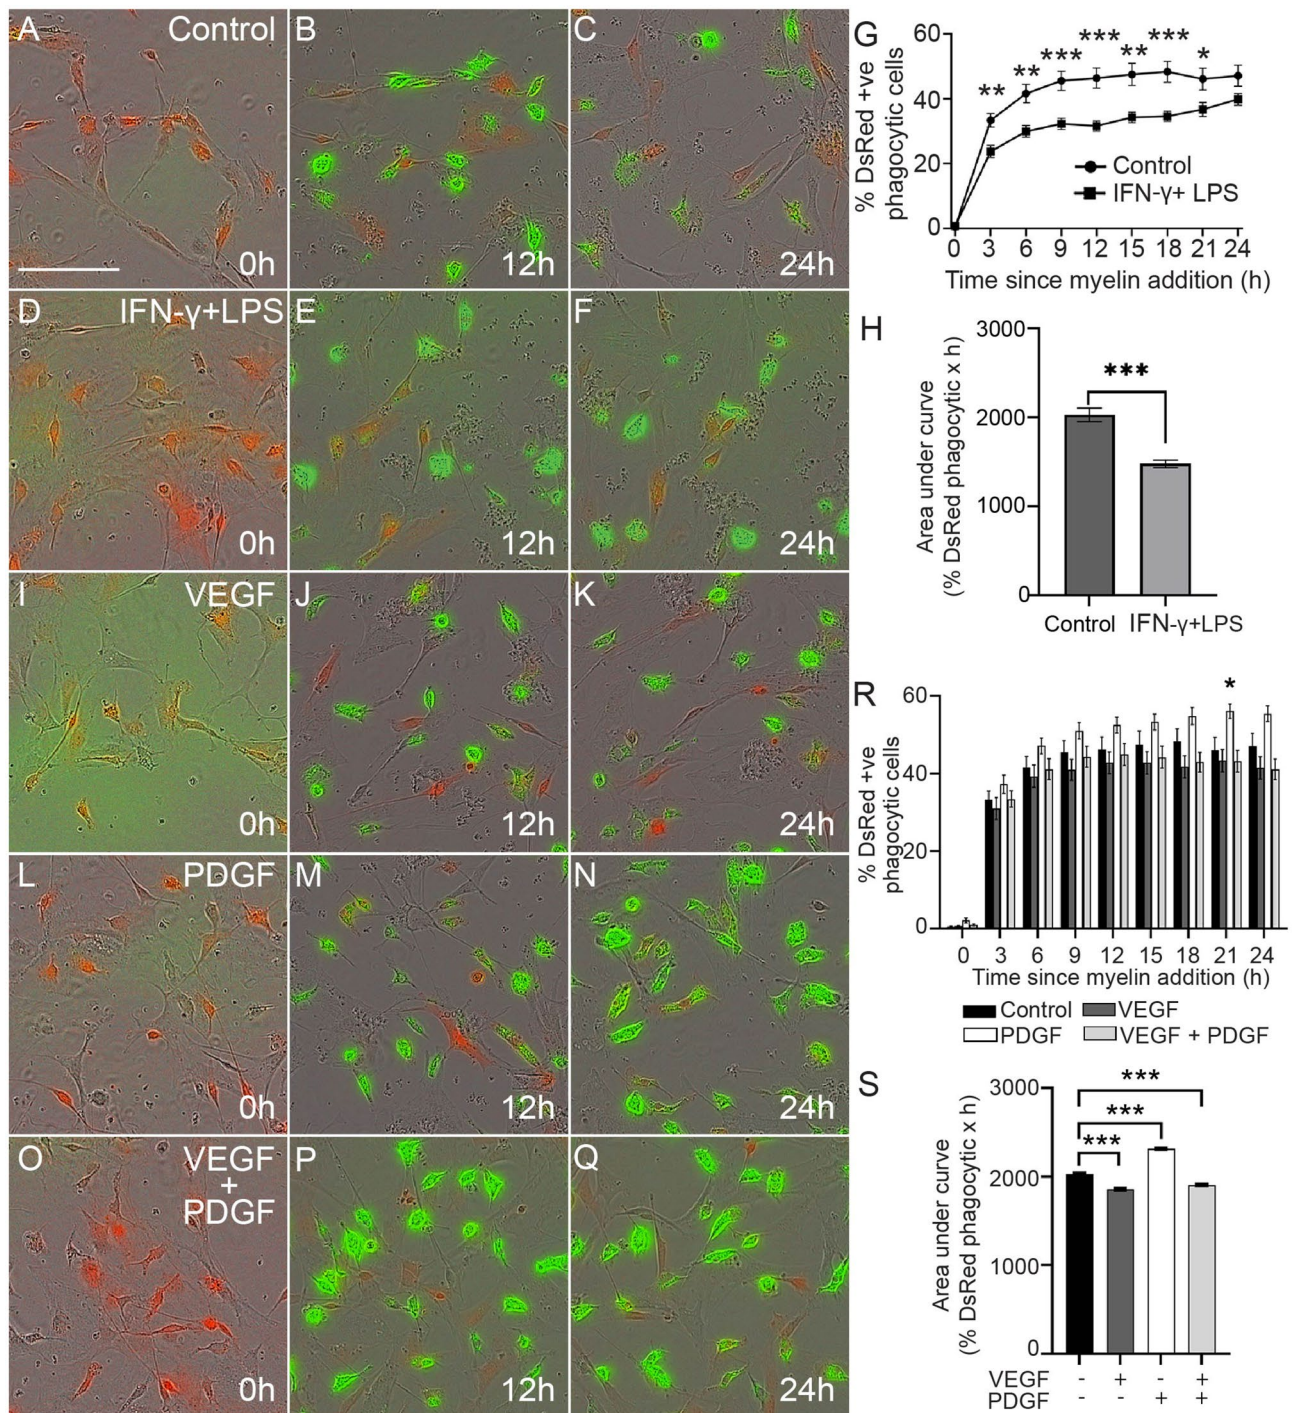 A Control
0h
B
12h
C
24h
D IFN-γ+LPS
0h
E
12h
F
24h
G
% DsRed +ve
phagocytic cells
60
40
20
0
** ** *** *** ** *** *
Control
IFN-γ+ LPS
0 3 6 9 12 15 18 21 24
Time since myelin addition (h)
H
Area under curve
(% DsRed phagocytic x h)
3000
2000
1000
0
***
Control IFN-γ+LPS
I VEGF
0h
J
12h
K
24h
L PDGF
0h
M
12h
N
24h
O VEGF
+
PDGF
0h
P
12h
Q
24h
R
% DsRed +ve
phagocytic cells
60
40
20
0
*
0 3 6 9 12 15 18 21 24
Time since myelin addition (h)
Control VEGF
PDGF VEGF + PDGF
S
Area under curve
(% DsRed phagocytic x h)
3000
2000
1000
0
***
***
***
VEGF - + - +
PDGF - - + +